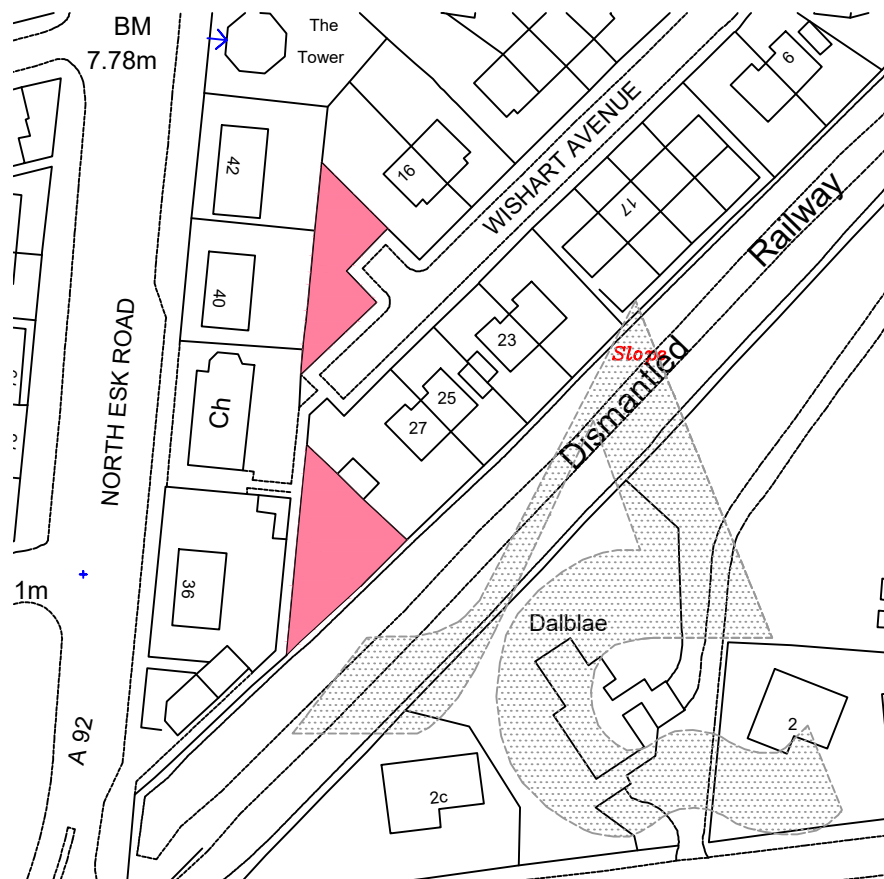 BM
7.78m
The
Tower
6
42
16
WISHART AVENUE
17
Railway
40
NORTH ESK ROAD
23
Slope
Dismantled
25
Ch
27
36
1m
Dalblae
A 92
2
2c